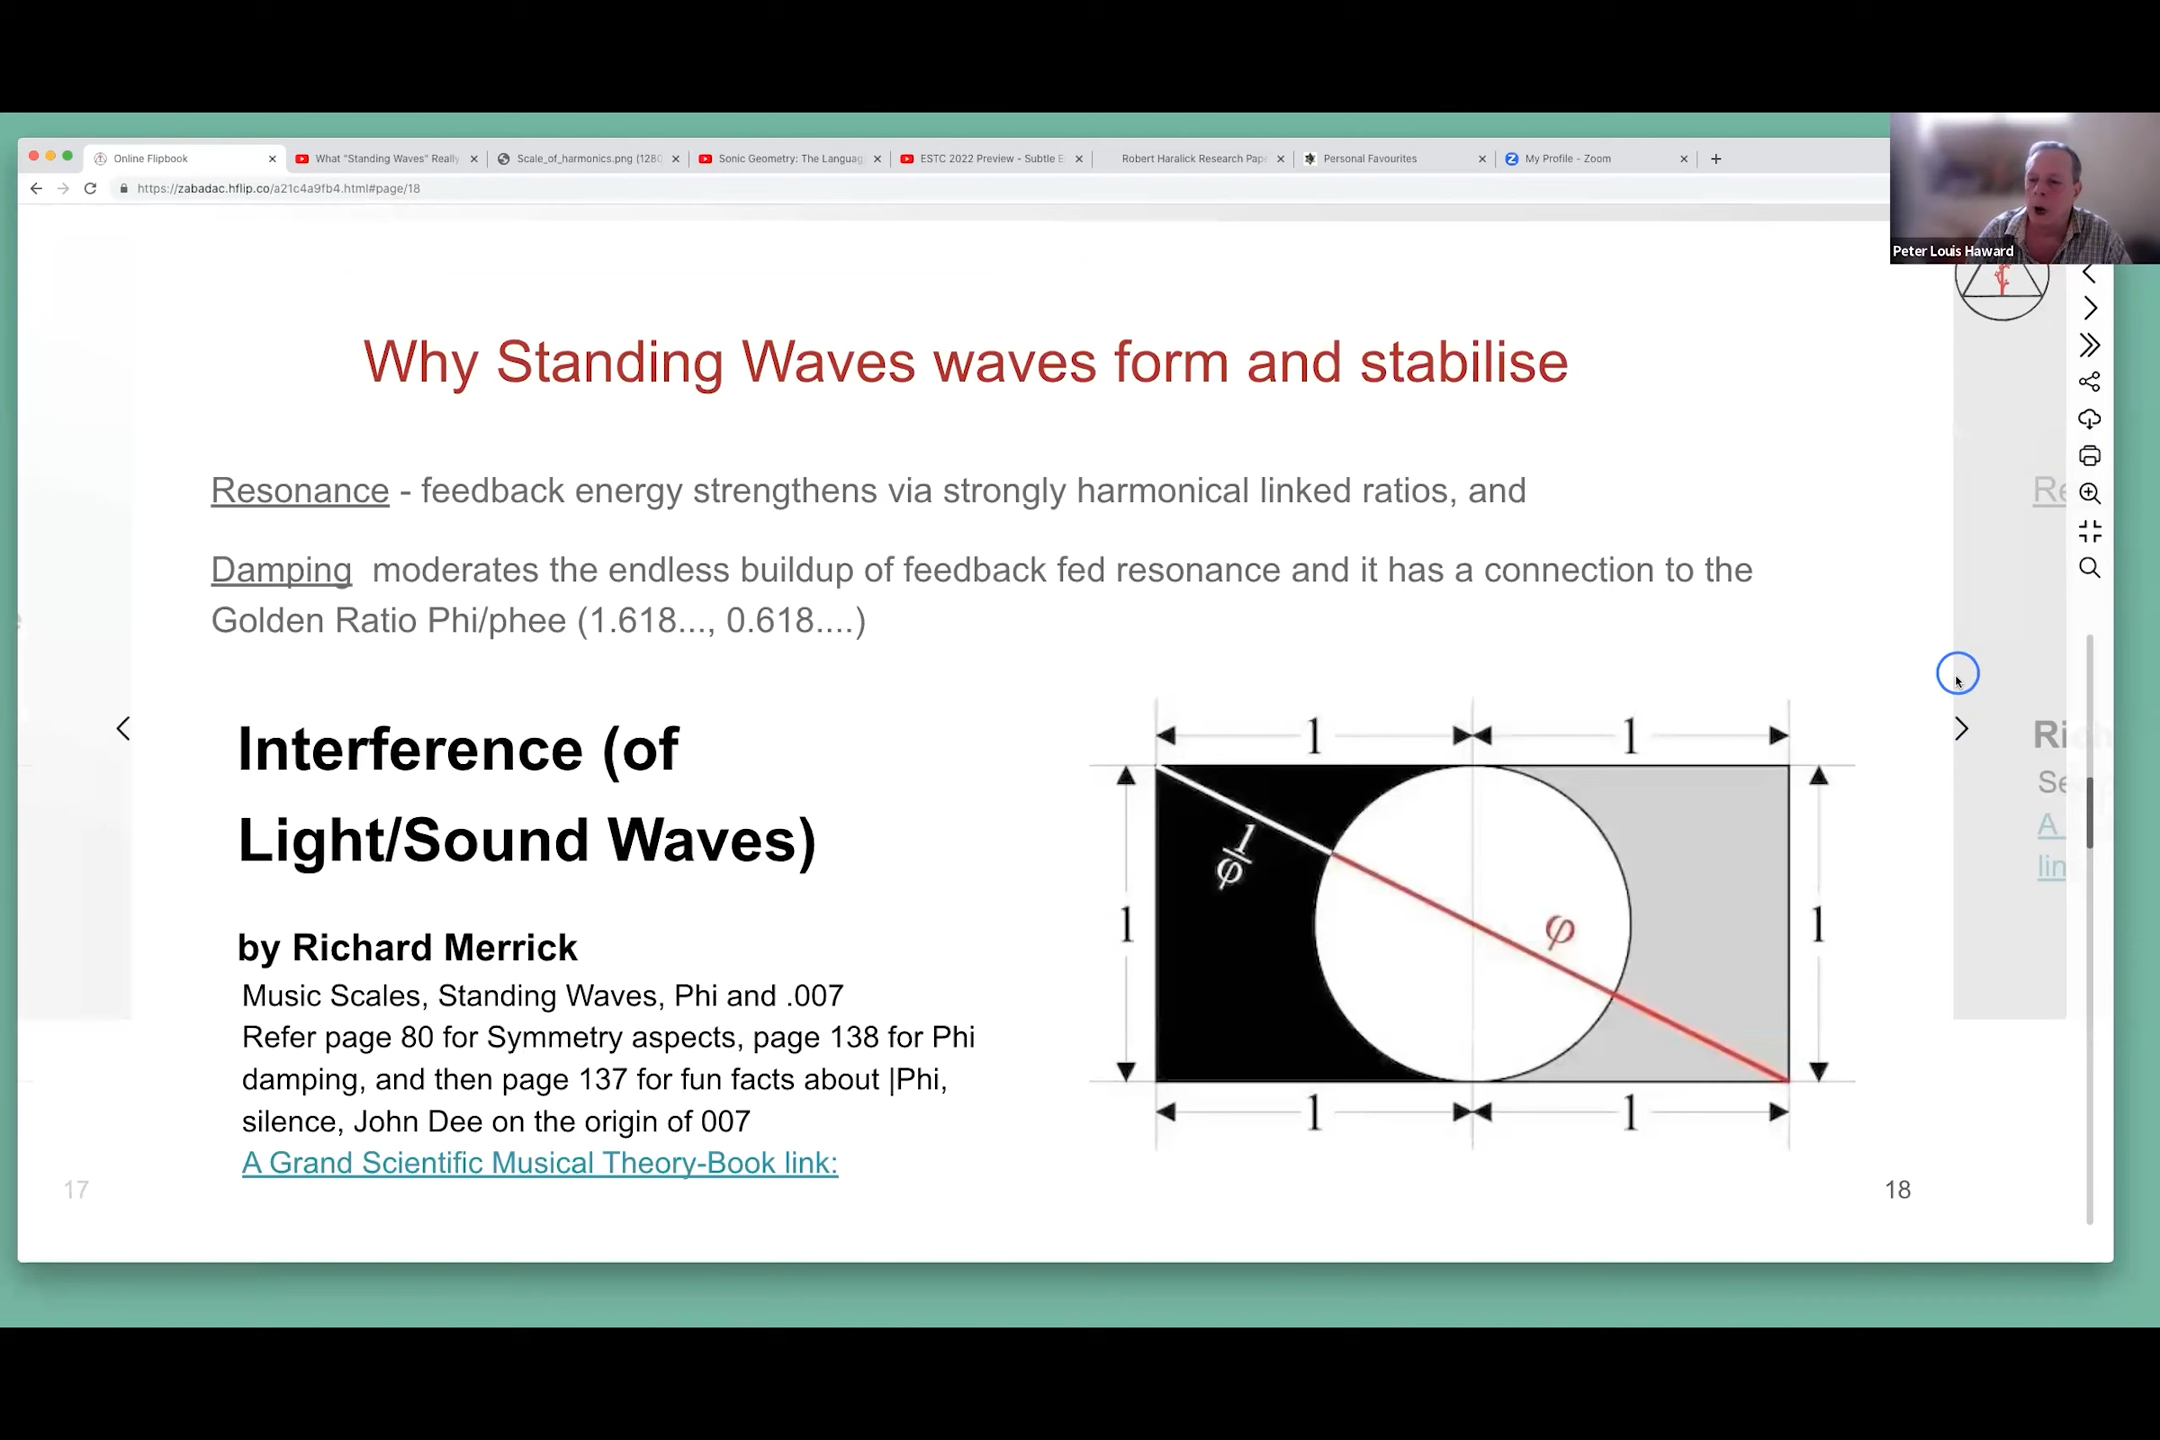 Online Flipbook
What "Standing Waves" Really
Scale_of_harmonics.png (1280
Sonic Geometry: The Languag
ESTC 2022 Preview - Subtle E
Robert Haralick Research Pap
Personal Favourites
My Profile - Zoom
https://zabadac.hflip.co/a21c4a9fb4.html#page/18
Peter Louis Haward
Why Standing Waves waves form and stabilise
Resonance - feedback energy strengthens via strongly harmonical linked ratios, and
Damping moderates the endless buildup of feedback fed resonance and it has a connection to the
Golden Ratio Phi/phee (1.618..., 0.618....)
Interference (of
Light/Sound Waves)
by Richard Merrick
Music Scales, Standing Waves, Phi and .007
Refer page 80 for Symmetry aspects, page 138 for Phi
damping, and then page 137 for fun facts about |Phi,
silence, John Dee on the origin of 007
A Grand Scientific Musical Theory-Book link:
1 1
1/φ
φ
1 1
1 1
Re
Ri
Se
A
lin
17
18